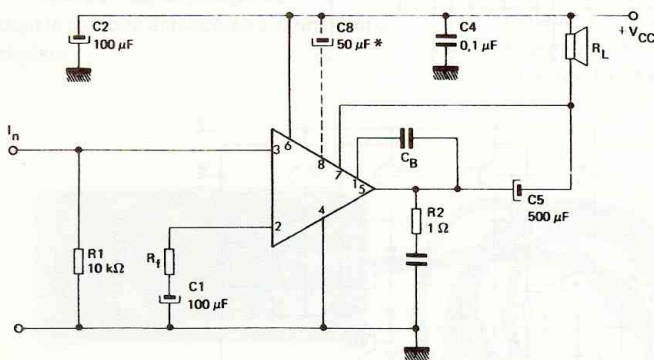 C2
100 µF
C8
50 µF *
C4
0,1 µF
R_L
+ V_CC
I_n
3
6
8
7
1
5
C_B
2
4
R1
10 kΩ
R_f
C1
100 µF
R2
1 Ω
C5
500 µF